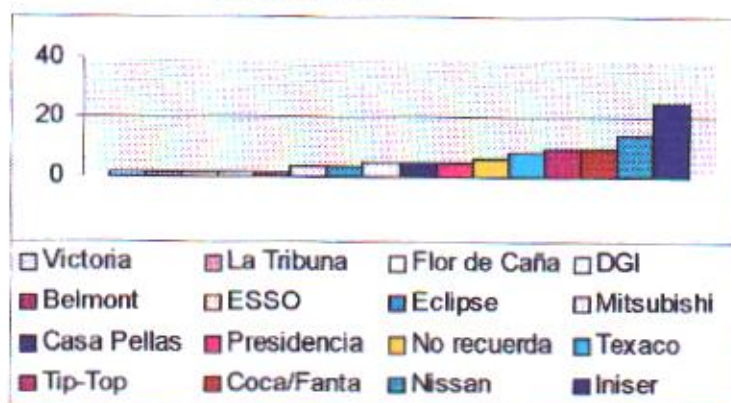 40
20
0
Victoria La Tribuna Flor de Caña DGI
Belmont ESSO Eclipse Mitsubishi
Casa Pellas Presidencia No recuerda Texaco
Tip-Top Coca/Fanta Nissan Iniser